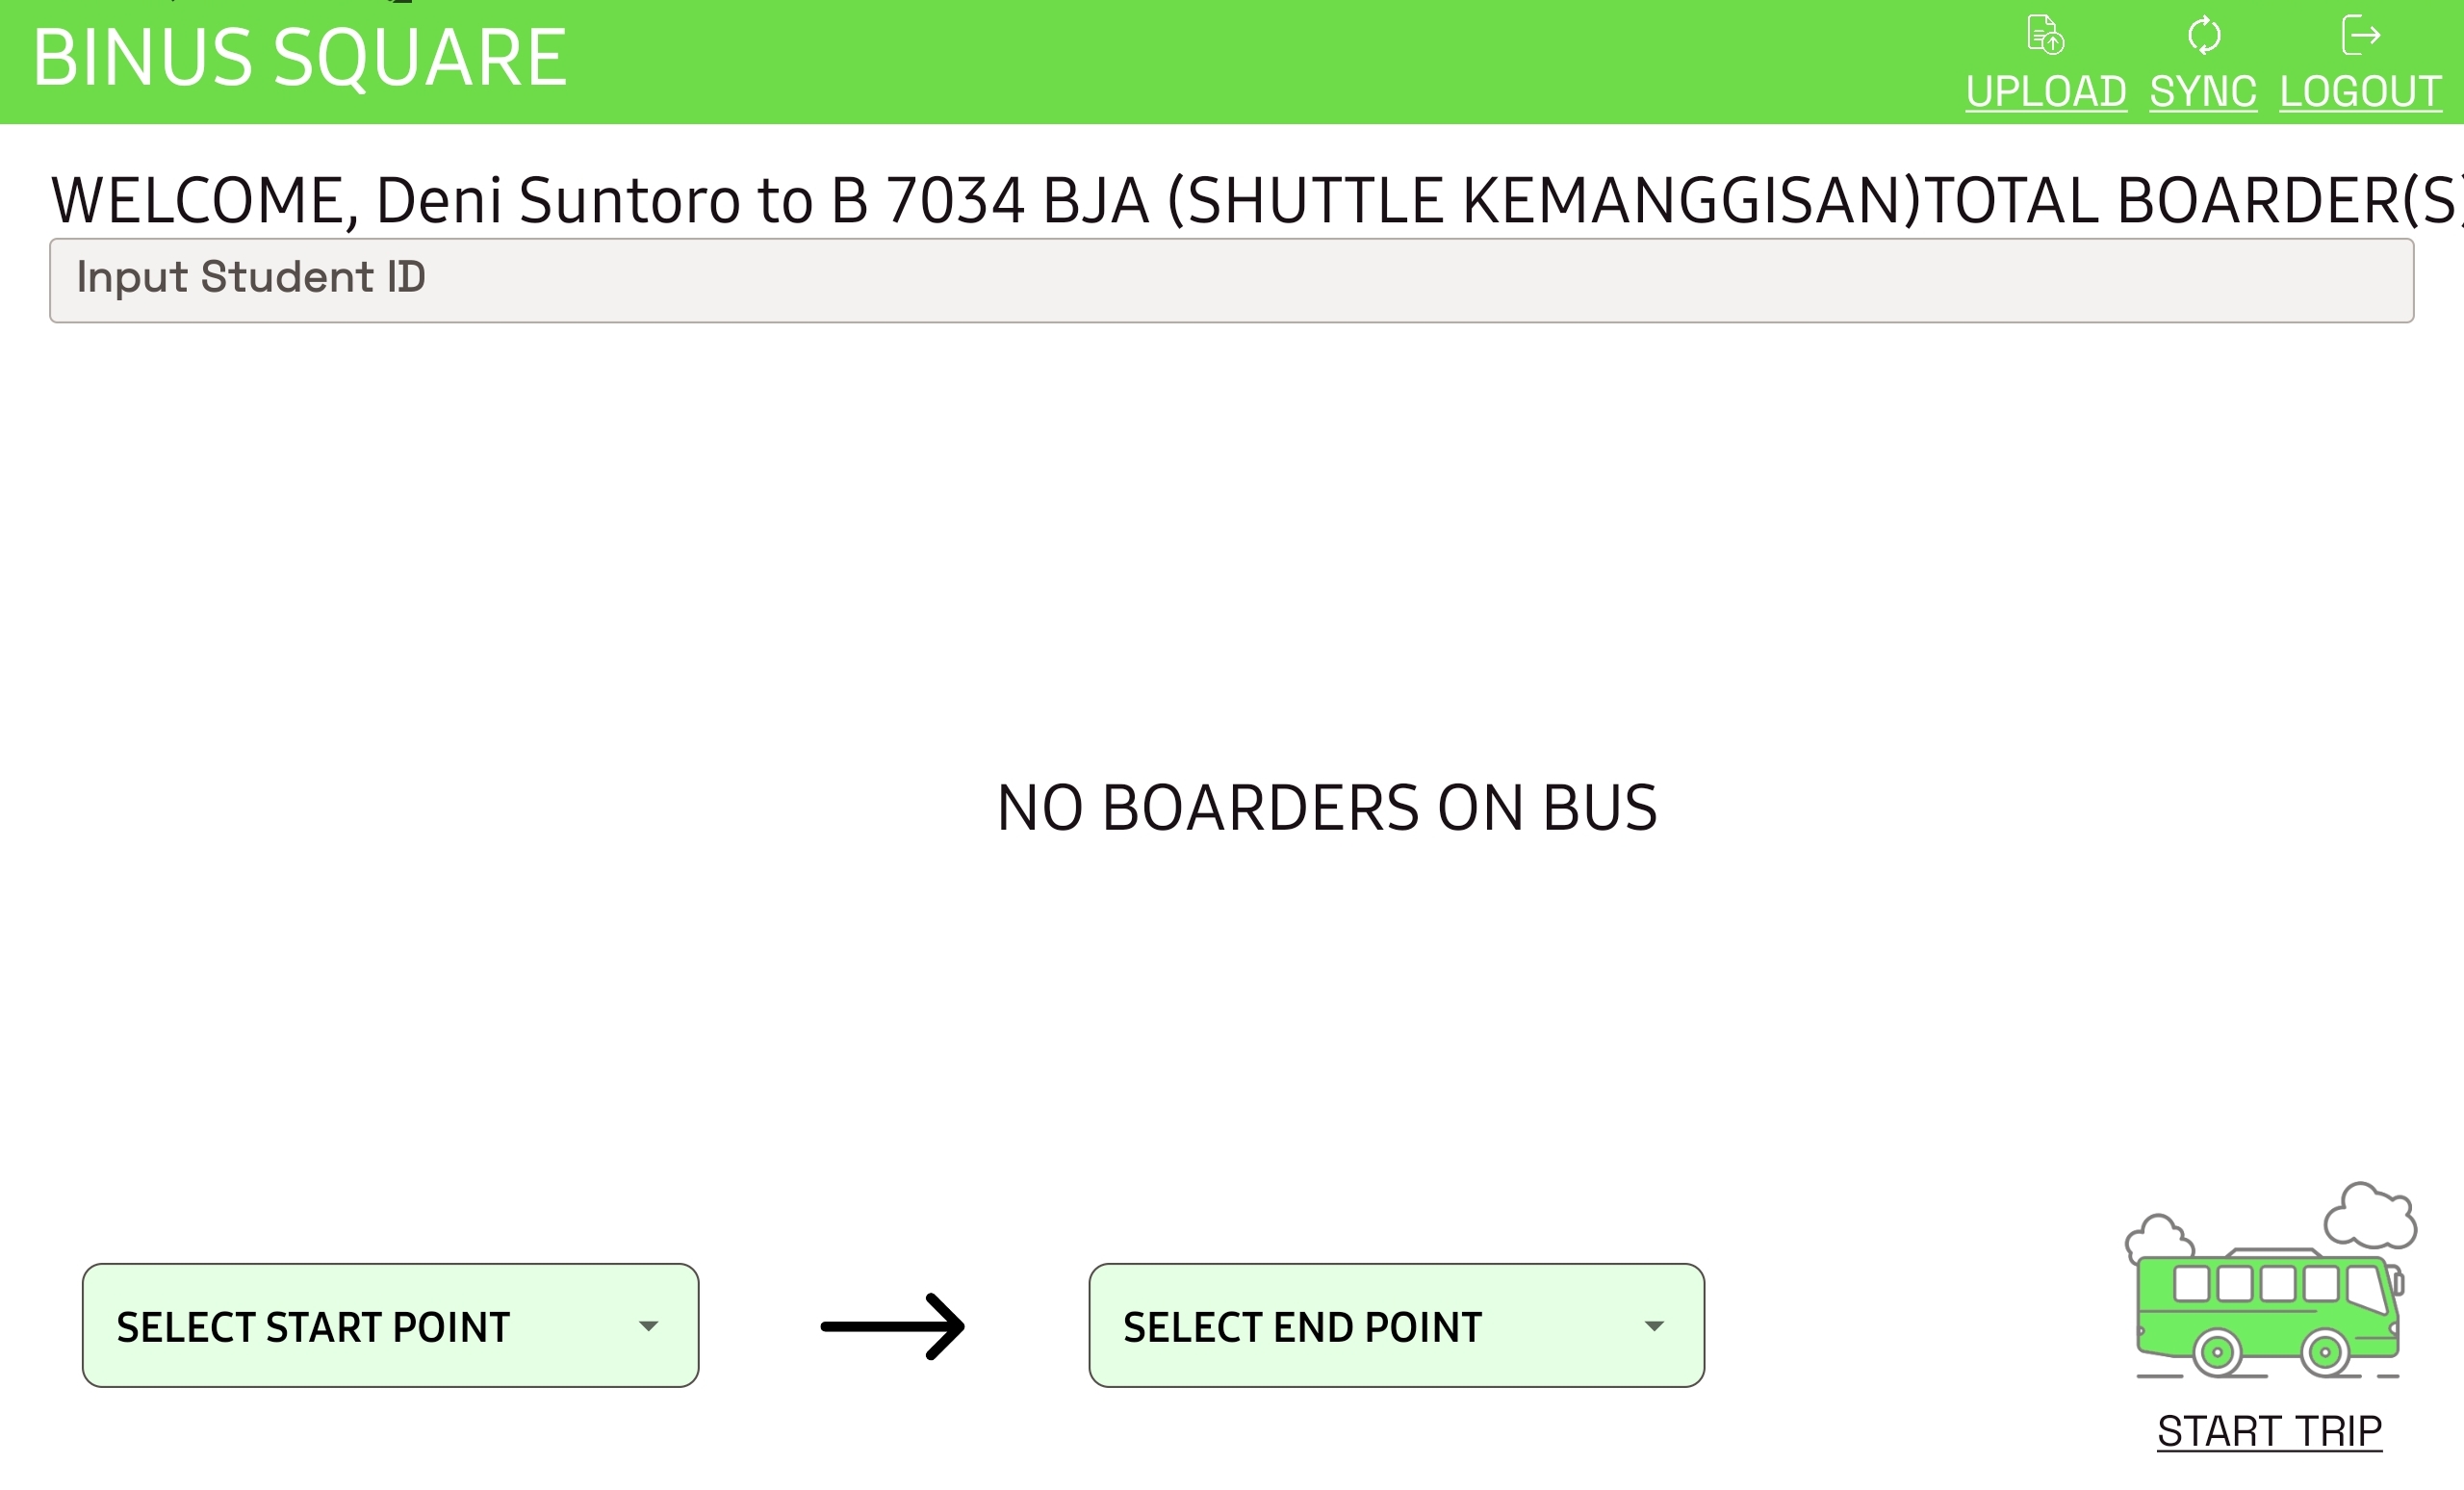 BINUS SQUARE
UPLOAD SYNC LOGOUT
WELCOME, Deni Suntoro to B 7034 BJA (SHUTTLE KEMANGGISAN)TOTAL BOARDER(S)
Input Student ID
NO BOARDERS ON BUS
SELECT START POINT
SELECT END POINT
START TRIP